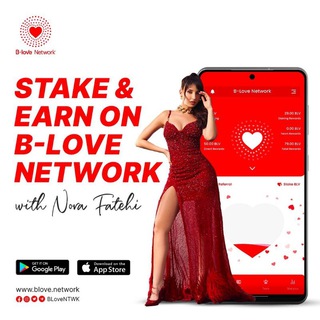 B-Love Network
STAKE &
EARN ON
B-LOVE
NETWORK
with Nora Fatehi
B-Love Network
GET IT ON
Google Play
Download on the
App Store
www.blove.network
BLoveNTWK